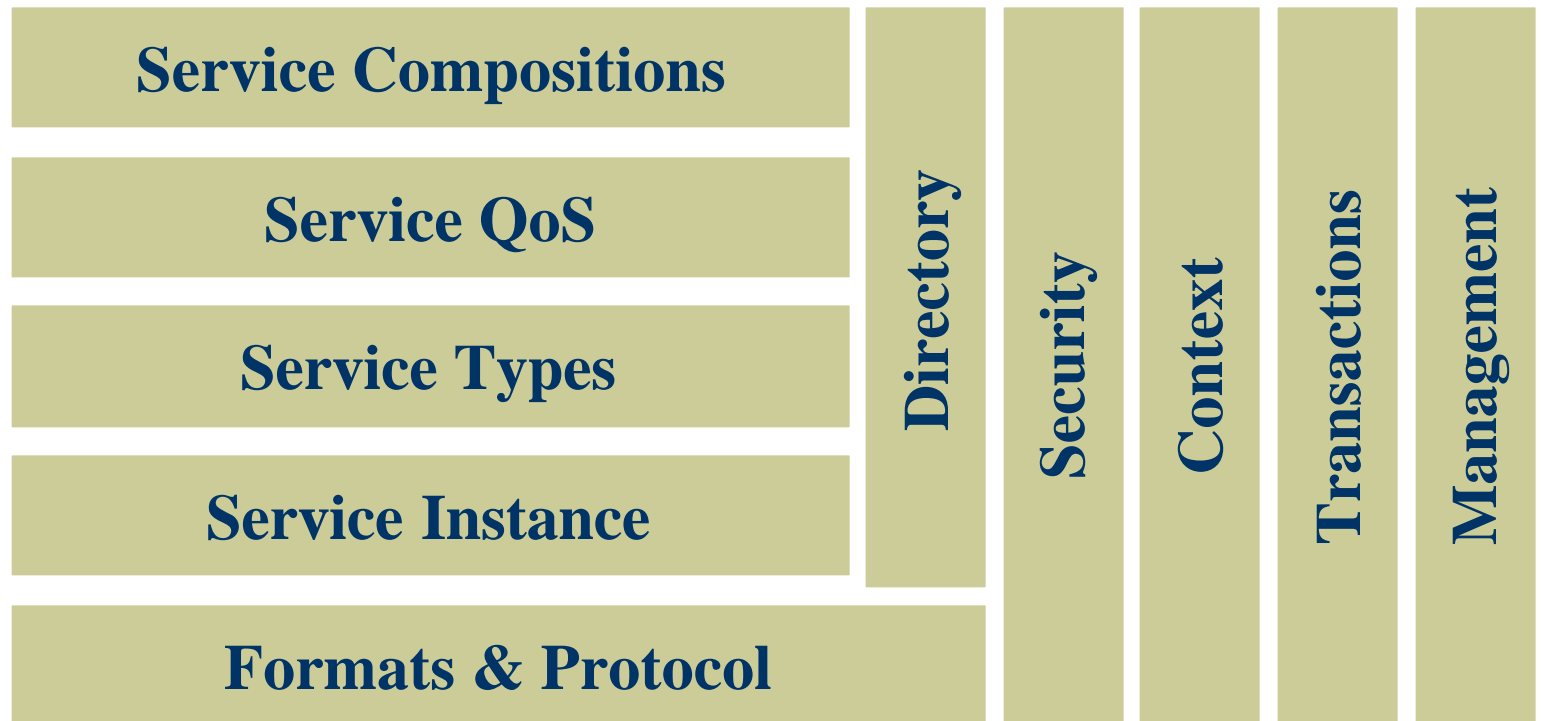 Service Compositions
Service QoS
Service Types
Service Instance
Formats & Protocol
Directory
Security
Context
Transactions
Management